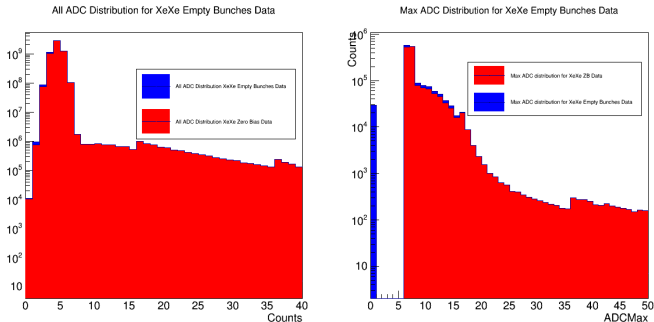 All ADC Distribution for XeXe Empty Bunches Data
10⁹
10⁸
10⁷
10⁶
10⁵
10⁴
10³
10²
10
All ADC Distribution XeXe Empty Bunches Data
All ADC Distribution XeXe Zero Bias Data
0 5 10 15 20 25 30 35 40
Counts
Max ADC Distribution for XeXe Empty Bunches Data
Counts
10⁶
10⁵
10⁴
10³
10²
10
Max ADC distribution for XeXe ZB Data
Max ADC distribution for XeXe Empty Bunches Data
0 5 10 15 20 25 30 35 40 45 50
ADCMax